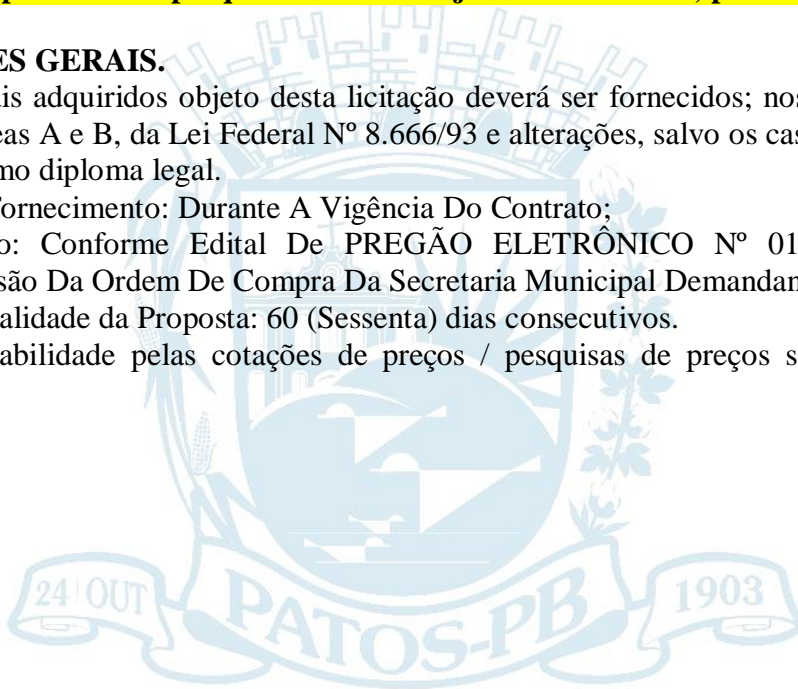 ES GERAIS.
is adquiridos objeto desta licitação deverá ser fornecidos; nos
eas A e B, da Lei Federal Nº 8.666/93 e alterações, salvo os cas
mo diploma legal.
Fornecimento: Durante A Vigência Do Contrato;
o: Conforme Edital De PREGÃO ELETRÔNICO Nº 01
são Da Ordem De Compra Da Secretaria Municipal Demandan
alidade da Proposta: 60 (Sessenta) dias consecutivos.
abilidade pelas cotações de preços / pesquisas de preços s
24 OUT
PATOS-PB
1903